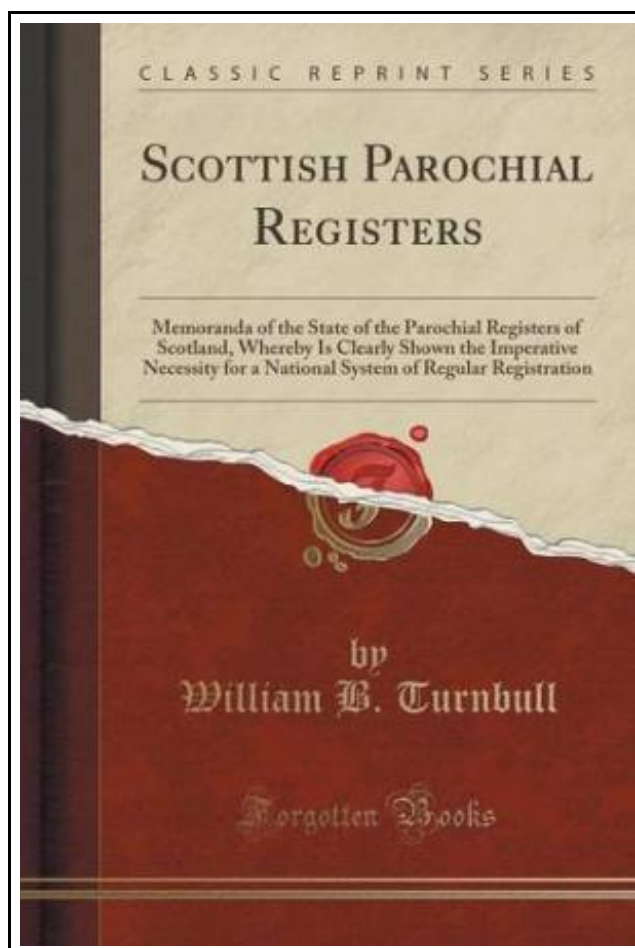 CLASSIC REPRINT SERIES
SCOTTISH PAROCHIAL
REGISTERS
Memoranda of the State of the Parochial Registers of
Scotland, Whereby Is Clearly Shown the Imperative
Necessity for a National System of Regular Registration
by
William B. Turnbull
Forgotten Books